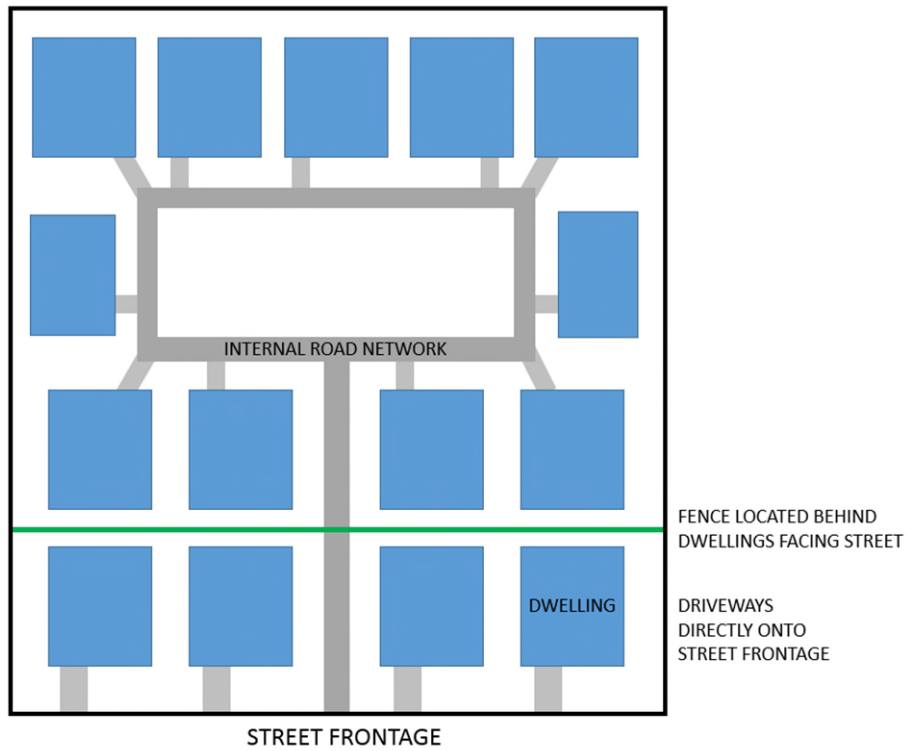 INTERNAL ROAD NETWORK
FENCE LOCATED BEHIND
DWELLINGS FACING STREET
DWELLING
DRIVEWAYS
DIRECTLY ONTO
STREET FRONTAGE
STREET FRONTAGE